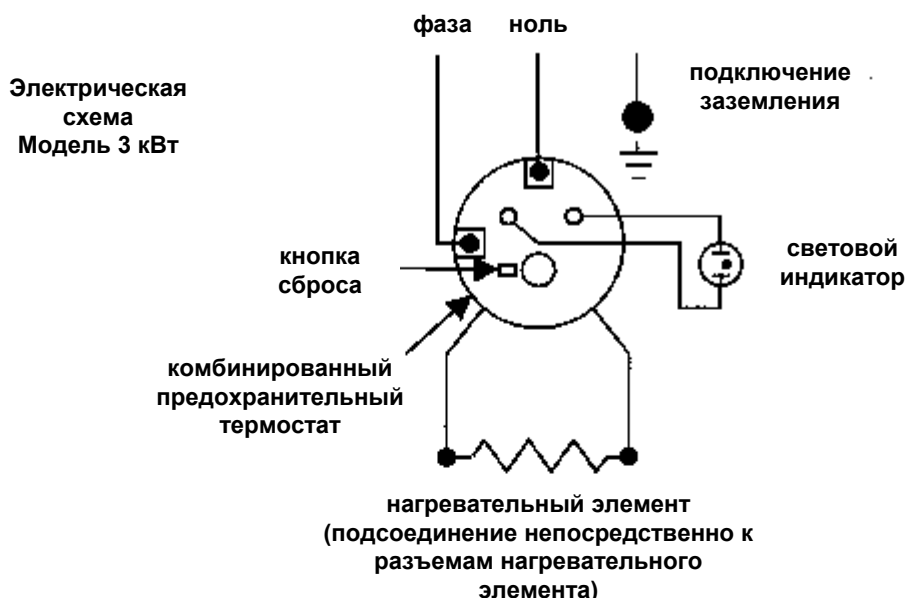 фаза
ноль
Электрическая
схема
Модель 3 кВт
подключение
заземления
световой
индикатор
кнопка
сброса
комбинированный
предохранительный
термостат
нагревательный элемент
(подсоединение непосредственно к
разъемам нагревательного
элемента)